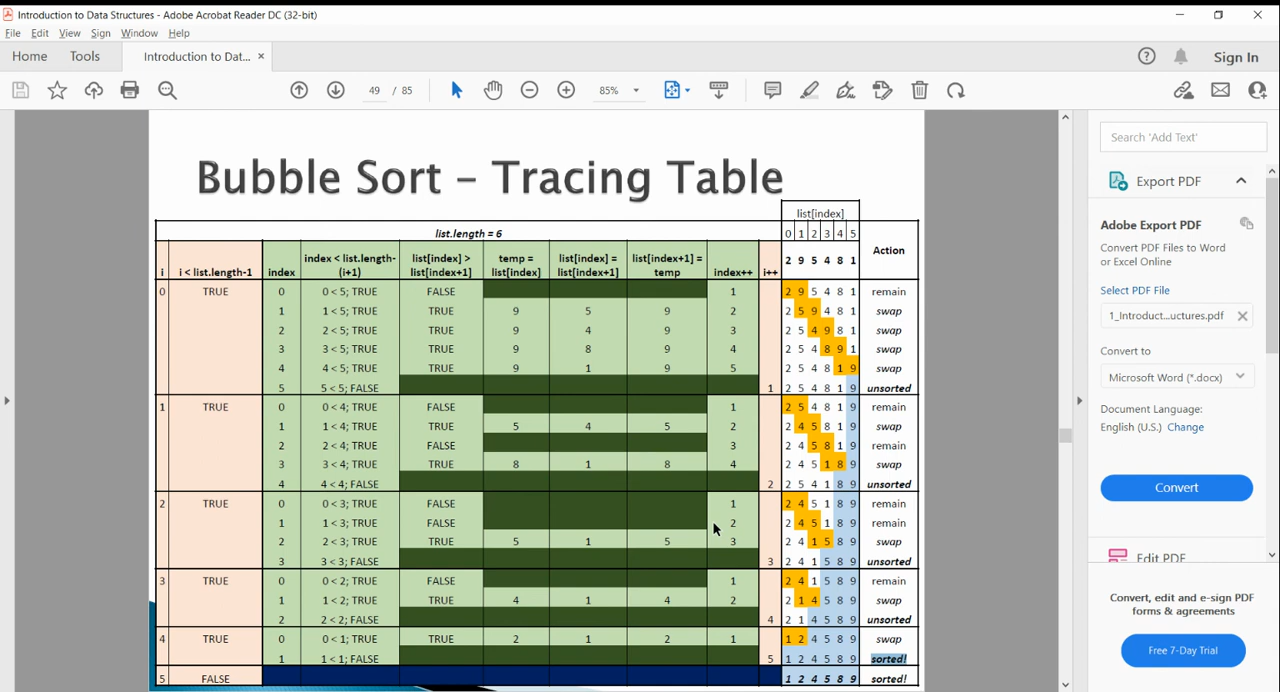 Introduction to Data Structures - Adobe Acrobat Reader DC (32-bit)
File Edit View Sign Window Help
Home Tools Introduction to Dat... × Sign In
49 / 85 85%
Bubble Sort – Tracing Table
list[index]
list.length = 6 0 1 2 3 4 5
i i < list.length-1 index index < list.length-(i+1) list[index] > list[index+1] temp = list[index] list[index] = list[index+1] list[index+1] = temp index++ i++ 2 9 5 4 8 1 Action
0 TRUE 0 0 < 5; TRUE FALSE 1 2 9 5 4 8 1 remain
1 1 < 5; TRUE TRUE 9 5 9 2 2 5 9 4 8 1 swap
2 2 < 5; TRUE TRUE 9 4 9 3 2 5 4 9 8 1 swap
3 3 < 5; TRUE TRUE 9 8 9 4 2 5 4 8 9 1 swap
4 4 < 5; TRUE TRUE 9 1 9 5 2 5 4 8 1 9 swap
5 5 < 5; FALSE 1 2 5 4 8 1 9 unsorted
1 TRUE 0 0 < 4; TRUE FALSE 1 2 5 4 8 1 9 remain
1 1 < 4; TRUE TRUE 5 4 5 2 2 4 5 8 1 9 swap
2 2 < 4; TRUE FALSE 3 2 4 5 8 1 9 remain
3 3 < 4; TRUE TRUE 8 1 8 4 2 4 5 1 8 9 swap
4 4 < 4; FALSE 2 2 5 4 1 8 9 unsorted
2 TRUE 0 0 < 3; TRUE FALSE 1 2 4 5 1 8 9 remain
1 1 < 3; TRUE FALSE 2 2 4 5 1 8 9 remain
2 2 < 3; TRUE TRUE 5 1 5 3 2 4 1 5 8 9 swap
3 3 < 3; FALSE 3 2 4 1 5 8 9 unsorted
3 TRUE 0 0 < 2; TRUE FALSE 1 2 4 1 5 8 9 remain
1 1 < 2; TRUE TRUE 4 1 4 2 2 1 4 5 8 9 swap
2 2 < 2; FALSE 4 2 1 4 5 8 9 unsorted
4 TRUE 0 0 < 1; TRUE TRUE 2 1 2 1 1 2 4 5 8 9 swap
1 1 < 1; FALSE 5 1 2 4 5 8 9 sorted!
5 FALSE 1 2 4 5 8 9 sorted!
Search 'Add Text'
Export PDF
Adobe Export PDF
Convert PDF Files to Word
or Excel Online
Select PDF File
1_Introduct...uctures.pdf ×
Convert to
Microsoft Word (*.docx)
Document Language:
English (U.S.) Change
Convert
Edit PDF
Convert, edit and e-sign PDF
forms & agreements
Free 7-Day Trial